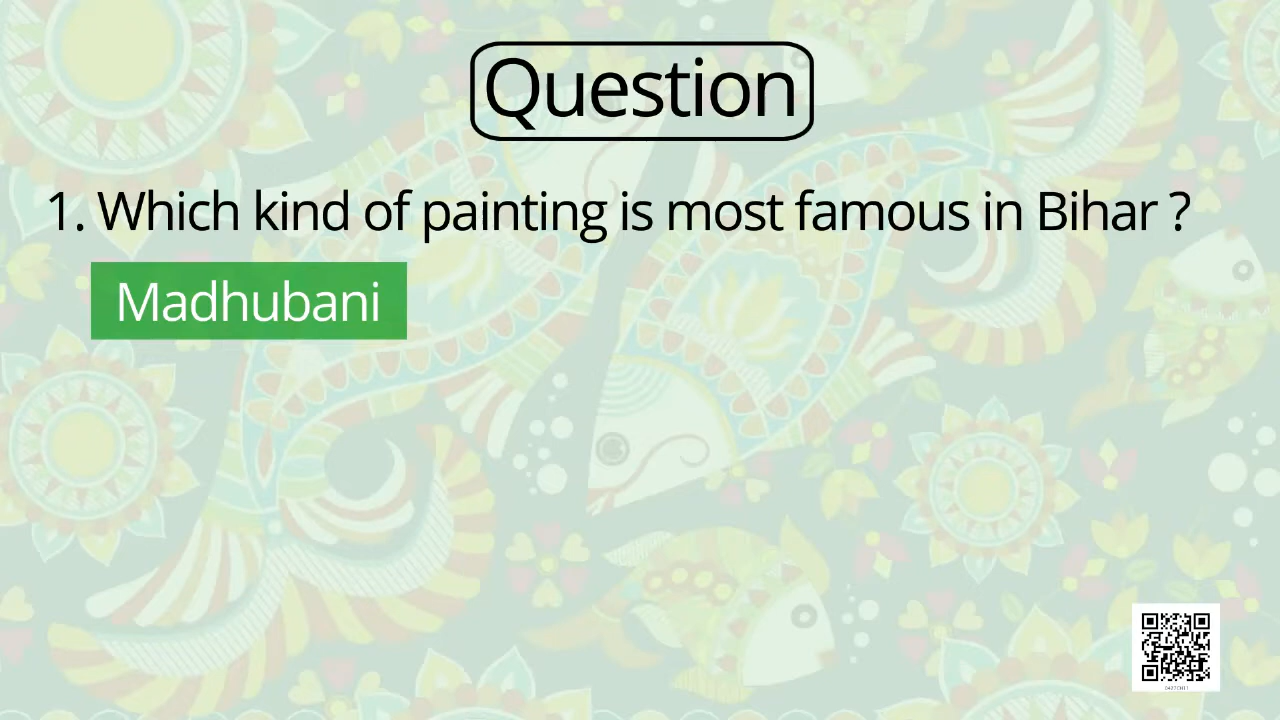 Question
1. Which kind of painting is most famous in Bihar ?
Madhubani